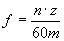 f = n · z / 60m